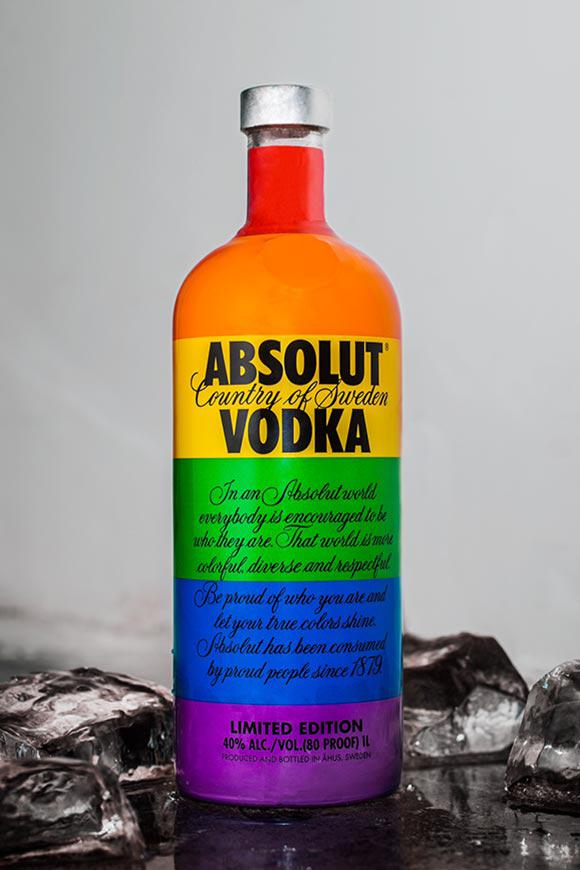 ABSOLUT®
Country of Sweden
VODKA
In an Absolut world
everybody is encouraged to be
who they are. That world is more
colorful, diverse and respectful.
Be proud of who you are and
let your true colors shine.
Absolut has been consumed
by proud people since 1879.
LIMITED EDITION
40% ALC./VOL.(80 PROOF) 1L
PRODUCED AND BOTTLED IN ÅHUS, SWEDEN